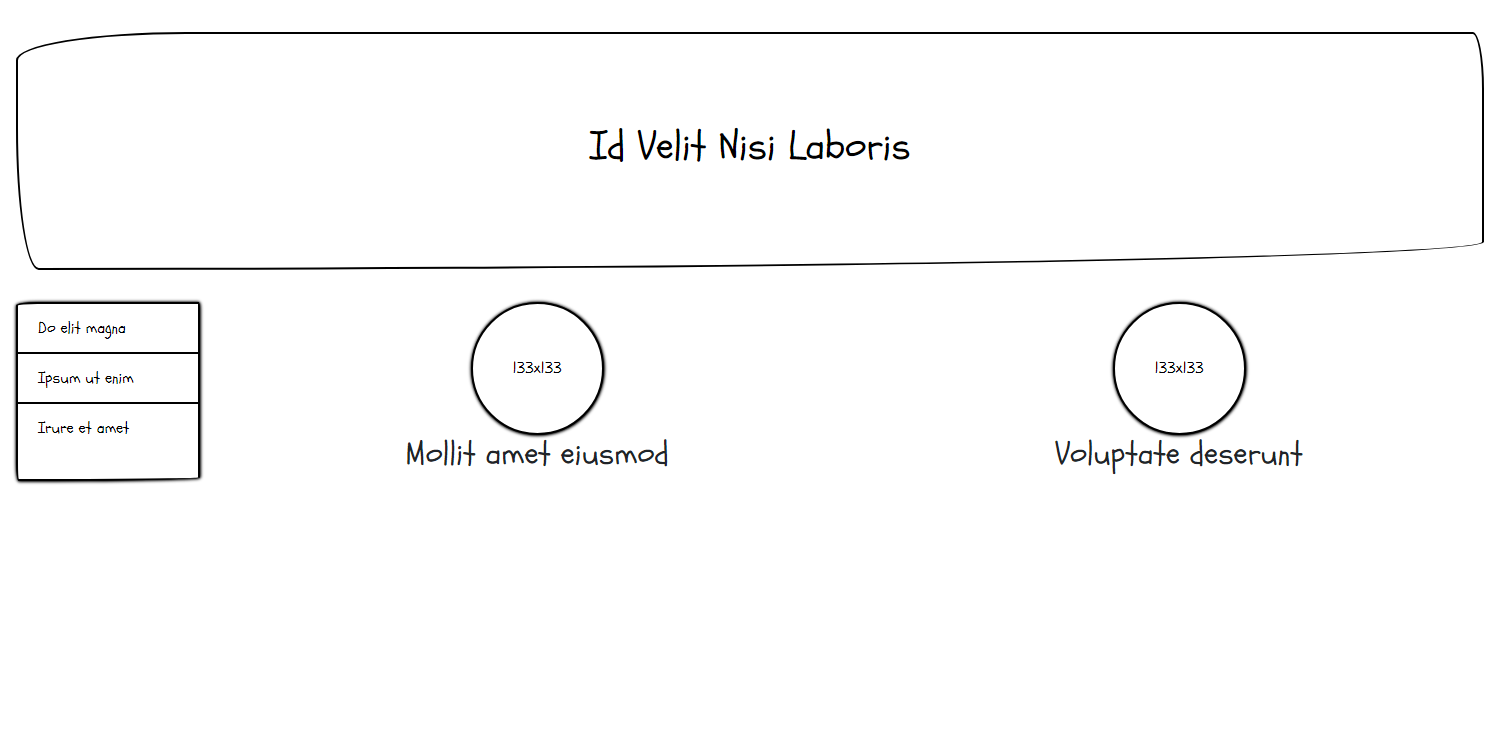 Id Velit Nisi Laboris
Do elit magna
Ipsum ut enim
Irure et amet
133x133
Mollit amet eiusmod
133x133
Voluptate deserunt